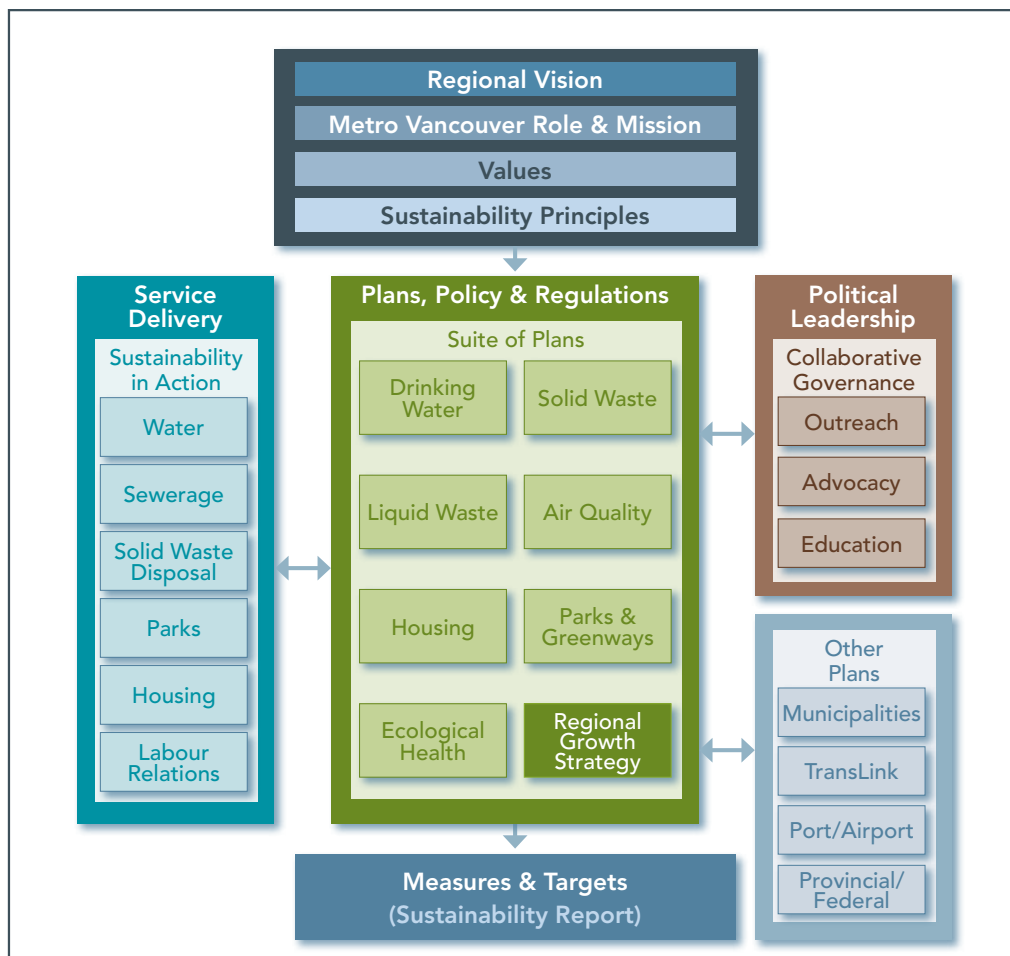 Regional Vision
Metro Vancouver Role & Mission
Values
Sustainability Principles
Service
Delivery
Sustainability
in Action
Water
Sewerage
Solid Waste
Disposal
Parks
Housing
Labour
Relations
Plans, Policy & Regulations
Suite of Plans
Drinking
Water
Solid Waste
Liquid Waste
Air Quality
Housing
Parks &
Greenways
Ecological
Health
Regional
Growth
Strategy
Political
Leadership
Collaborative
Governance
Outreach
Advocacy
Education
Other
Plans
Municipalities
TransLink
Port/Airport
Provincial/
Federal
Measures & Targets
(Sustainability Report)